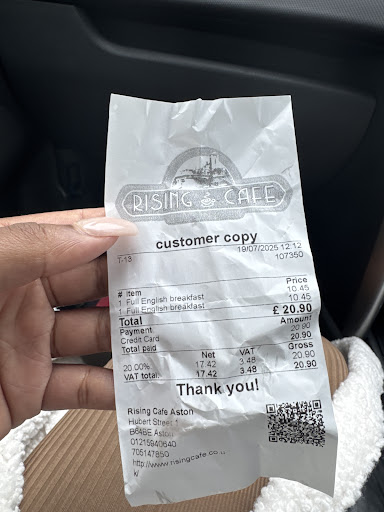 RISING CAFE
customer copy
T-13 19/07/2025 12:12
107350
# Item Price
1 Full English breakfast 10.45
1 Full English breakfast 10.45
Total £ 20.90
Payment Amount
Credit Card 20.90
Total paid 20.90
Net VAT Gross
20.00% 17.42 3.48 20.90
VAT total 17.42 3.48 20.90
Thank you!
Rising Cafe Aston
Hubert Street
B64BE Aston
01215940640
705147850
http://www.risingcafe.co.u
k/